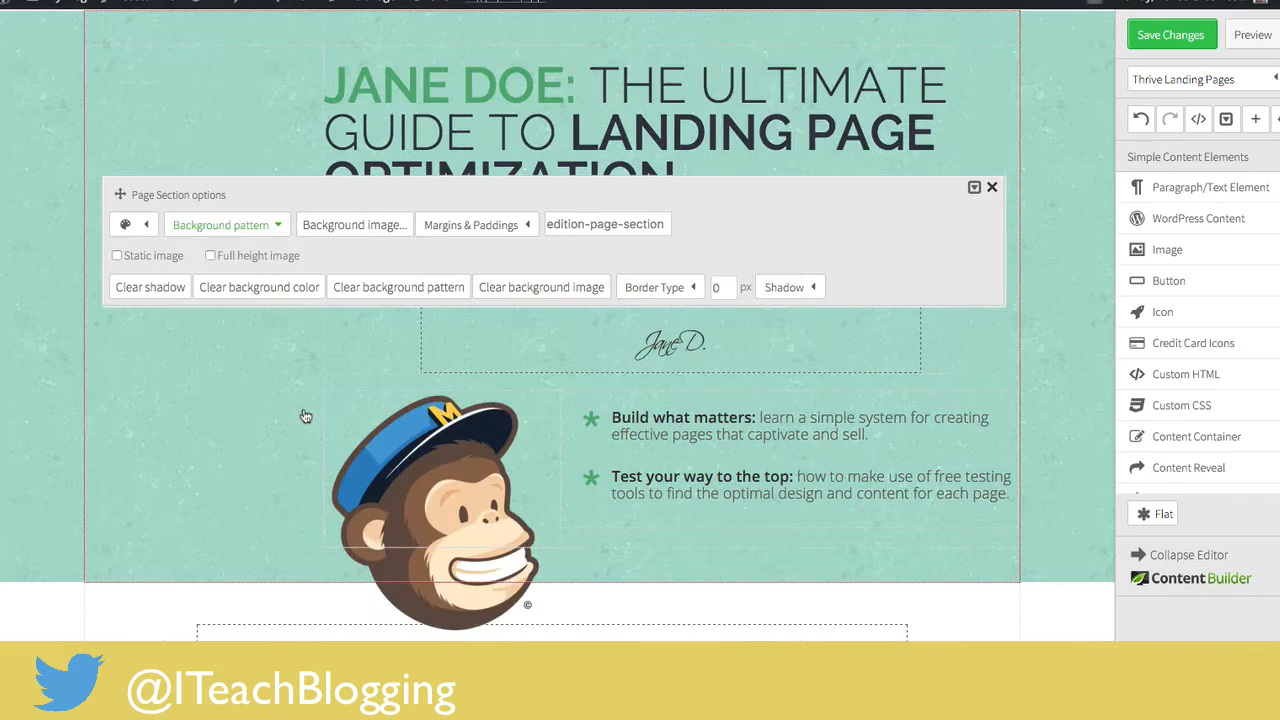 JANE DOE: THE ULTIMATE
GUIDE TO LANDING PAGE
OPTIMIZATION
Page Section options
Background pattern
Background image...
Margins & Paddings
edition-page-section
Static image
Full height image
Clear shadow
Clear background color
Clear background pattern
Clear background image
Border Type
0
px
Shadow
Jane D.
M
Build what matters: learn a simple system for creating
effective pages that captivate and sell.
Test your way to the top: how to make use of free testing
tools to find the optimal design and content for each page.
©
Save Changes
Preview
Thrive Landing Pages
Simple Content Elements
Paragraph/Text Element
WordPress Content
Image
Button
Icon
Credit Card Icons
Custom HTML
Custom CSS
Content Container
Content Reveal
Flat
Collapse Editor
Content Builder
@ITeachBlogging